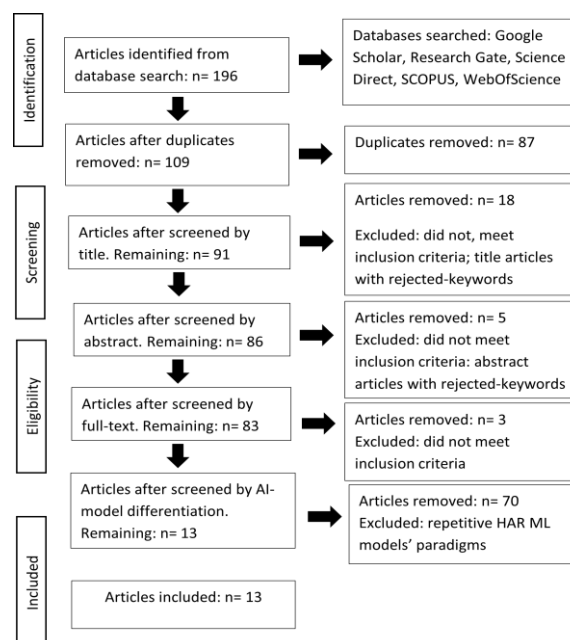 Identification
Articles identified from
database search: n= 196
Databases searched: Google
Scholar, Research Gate, Science
Direct, SCOPUS, WebOfScience
Articles after duplicates
removed: n= 109
Duplicates removed: n= 87
Screening
Articles after screened by
title. Remaining: n= 91
Articles removed: n= 18
Excluded: did not, meet
inclusion criteria; title articles
with rejected-keywords
Articles after screened by
abstract. Remaining: n= 86
Articles removed: n= 5
Excluded: did not meet
inclusion criteria: abstract
articles with rejected-keywords
Eligibility
Articles after screened by
full-text. Remaining: n= 83
Articles removed: n= 3
Excluded: did not meet
inclusion criteria
Articles after screened by AI-
model differentiation.
Remaining: n= 13
Articles removed: n= 70
Excluded: repetitive HAR ML
models’ paradigms
Included
Articles included: n= 13